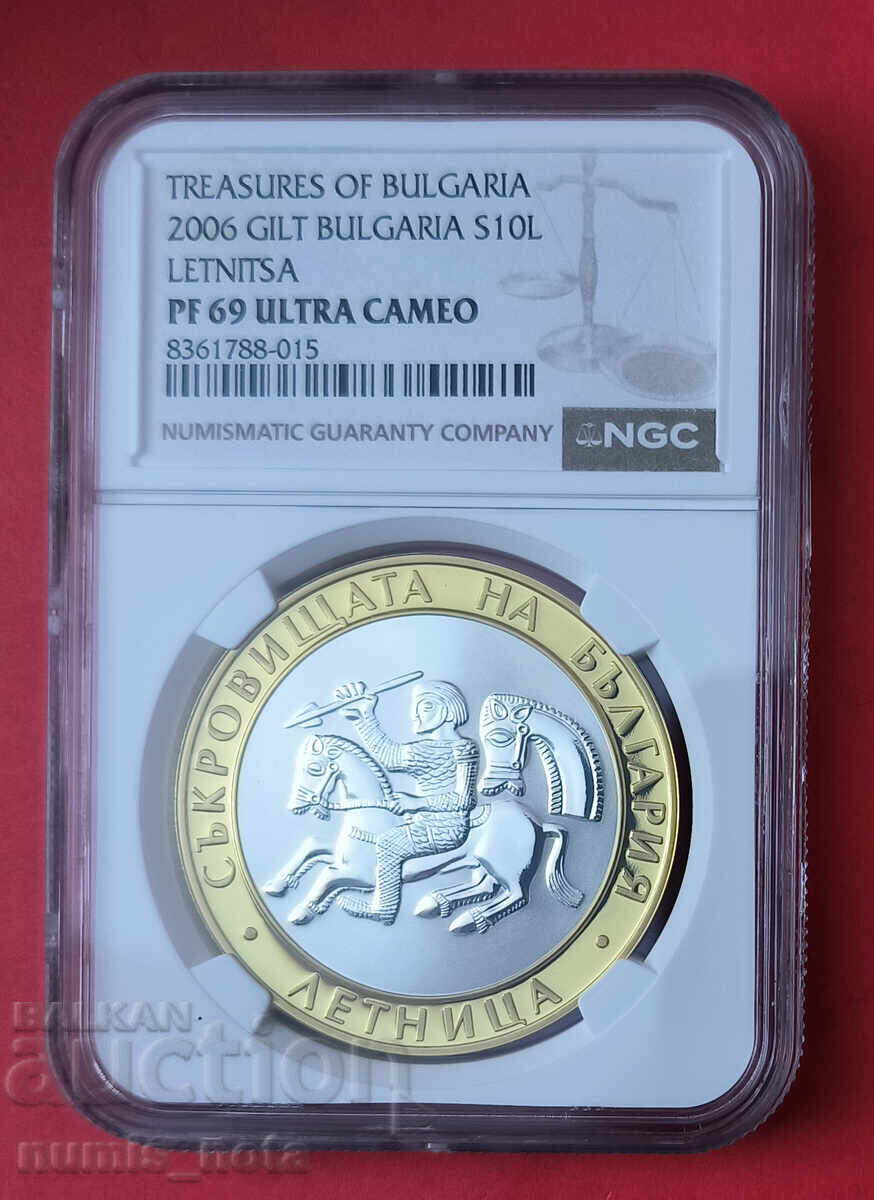 TREASURES OF BULGARIA
2006 GILT BULGARIA S10L
LETNITSA
PF 69 ULTRA CAMEO
8361788-015
NUMISMATIC GUARANTY COMPANY
NGC
СЪКРОВИЩАТА НА БЪЛГАРИЯ
• ЛЕТНИЦА •
BALKAN
auction
numis_nota